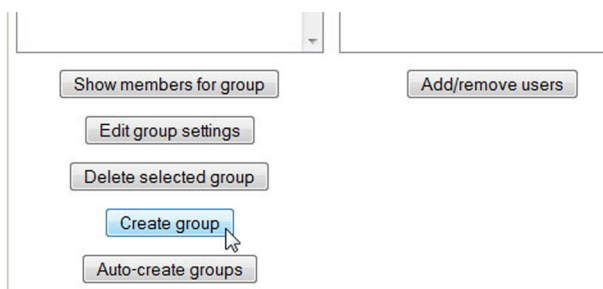 Show members for group
Add/remove users
Edit group settings
Delete selected group
Create group
Auto-create groups